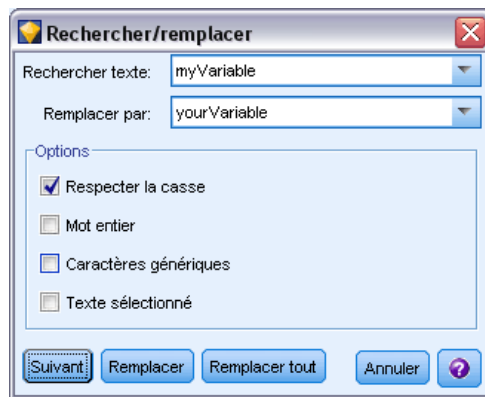 Rechercher/remplacer
Rechercher texte: myVariable
Remplacer par: yourVariable
Options
Respecter la casse
Mot entier
Caractères génériques
Texte sélectionné
Suivant Remplacer Remplacer tout Annuler ?